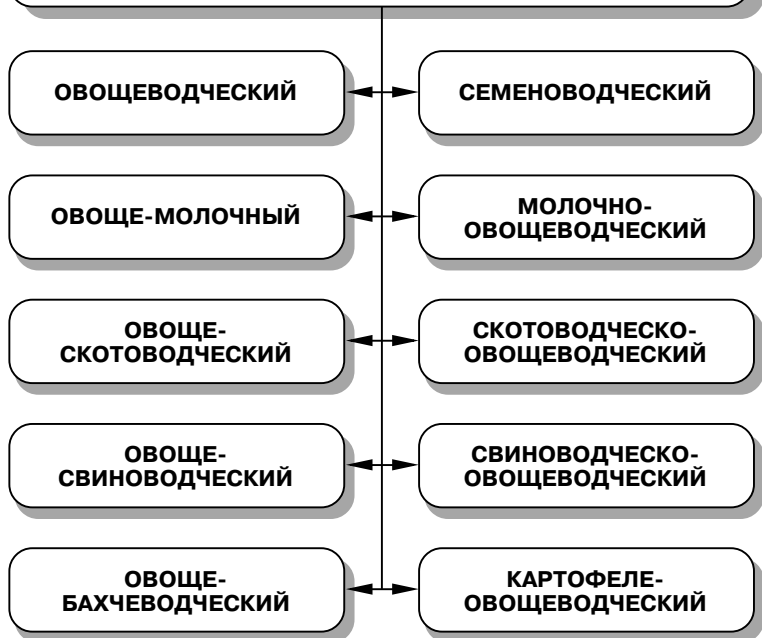 ОВОЩЕВОДЧЕСКИЙ
СЕМЕНОВОДЧЕСКИЙ
ОВОЩЕ-МОЛОЧНЫЙ
МОЛОЧНО-
ОВОЩЕВОДЧЕСКИЙ
ОВОЩЕ-
СКОТОВОДЧЕСКИЙ
СКОТОВОДЧЕСКО-
ОВОЩЕВОДЧЕСКИЙ
ОВОЩЕ-
СВИНОВОДЧЕСКИЙ
СВИНОВОДЧЕСКО-
ОВОЩЕВОДЧЕСКИЙ
ОВОЩЕ-
БАХЧЕВОДЧЕСКИЙ
КАРТОФЕЛЕ-
ОВОЩЕВОДЧЕСКИЙ